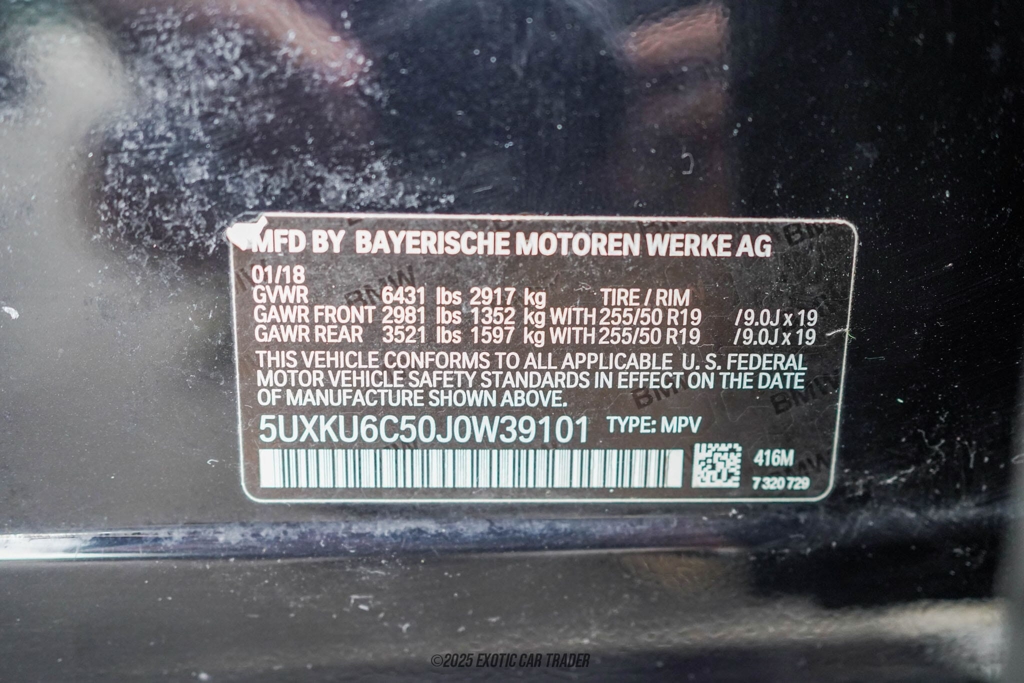 MFD BY BAYERISCHE MOTOREN WERKE AG
01/18
GVWR 6431 lbs 2917 kg TIRE / RIM
GAWR FRONT 2981 lbs 1352 kg WITH 255/50 R19 /9.0J x 19
GAWR REAR 3521 lbs 1597 kg WITH 255/50 R19 /9.0J x 19
THIS VEHICLE CONFORMS TO ALL APPLICABLE U. S. FEDERAL
MOTOR VEHICLE SAFETY STANDARDS IN EFFECT ON THE DATE
OF MANUFACTURE SHOWN ABOVE.
5UXKU6C50J0W39101 TYPE: MPV
416M
7 320 729
©2025 EXOTIC CAR TRADER